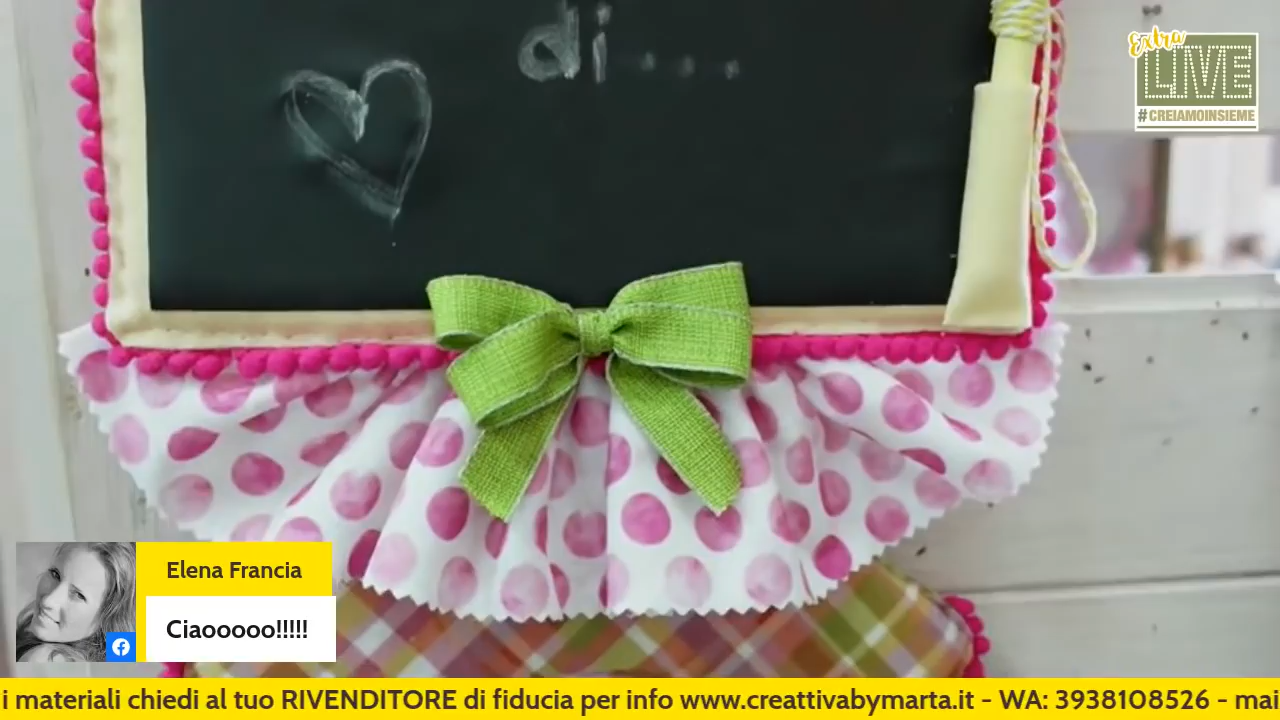 di...
Extra
LIVE
#CREIAMOINSIEME
Elena Francia
Ciaooooo!!!!!
i materiali chiedi al tuo RIVENDITORE di fiducia per info www.creattivabymarta.it - WA: 3938108526 - mai